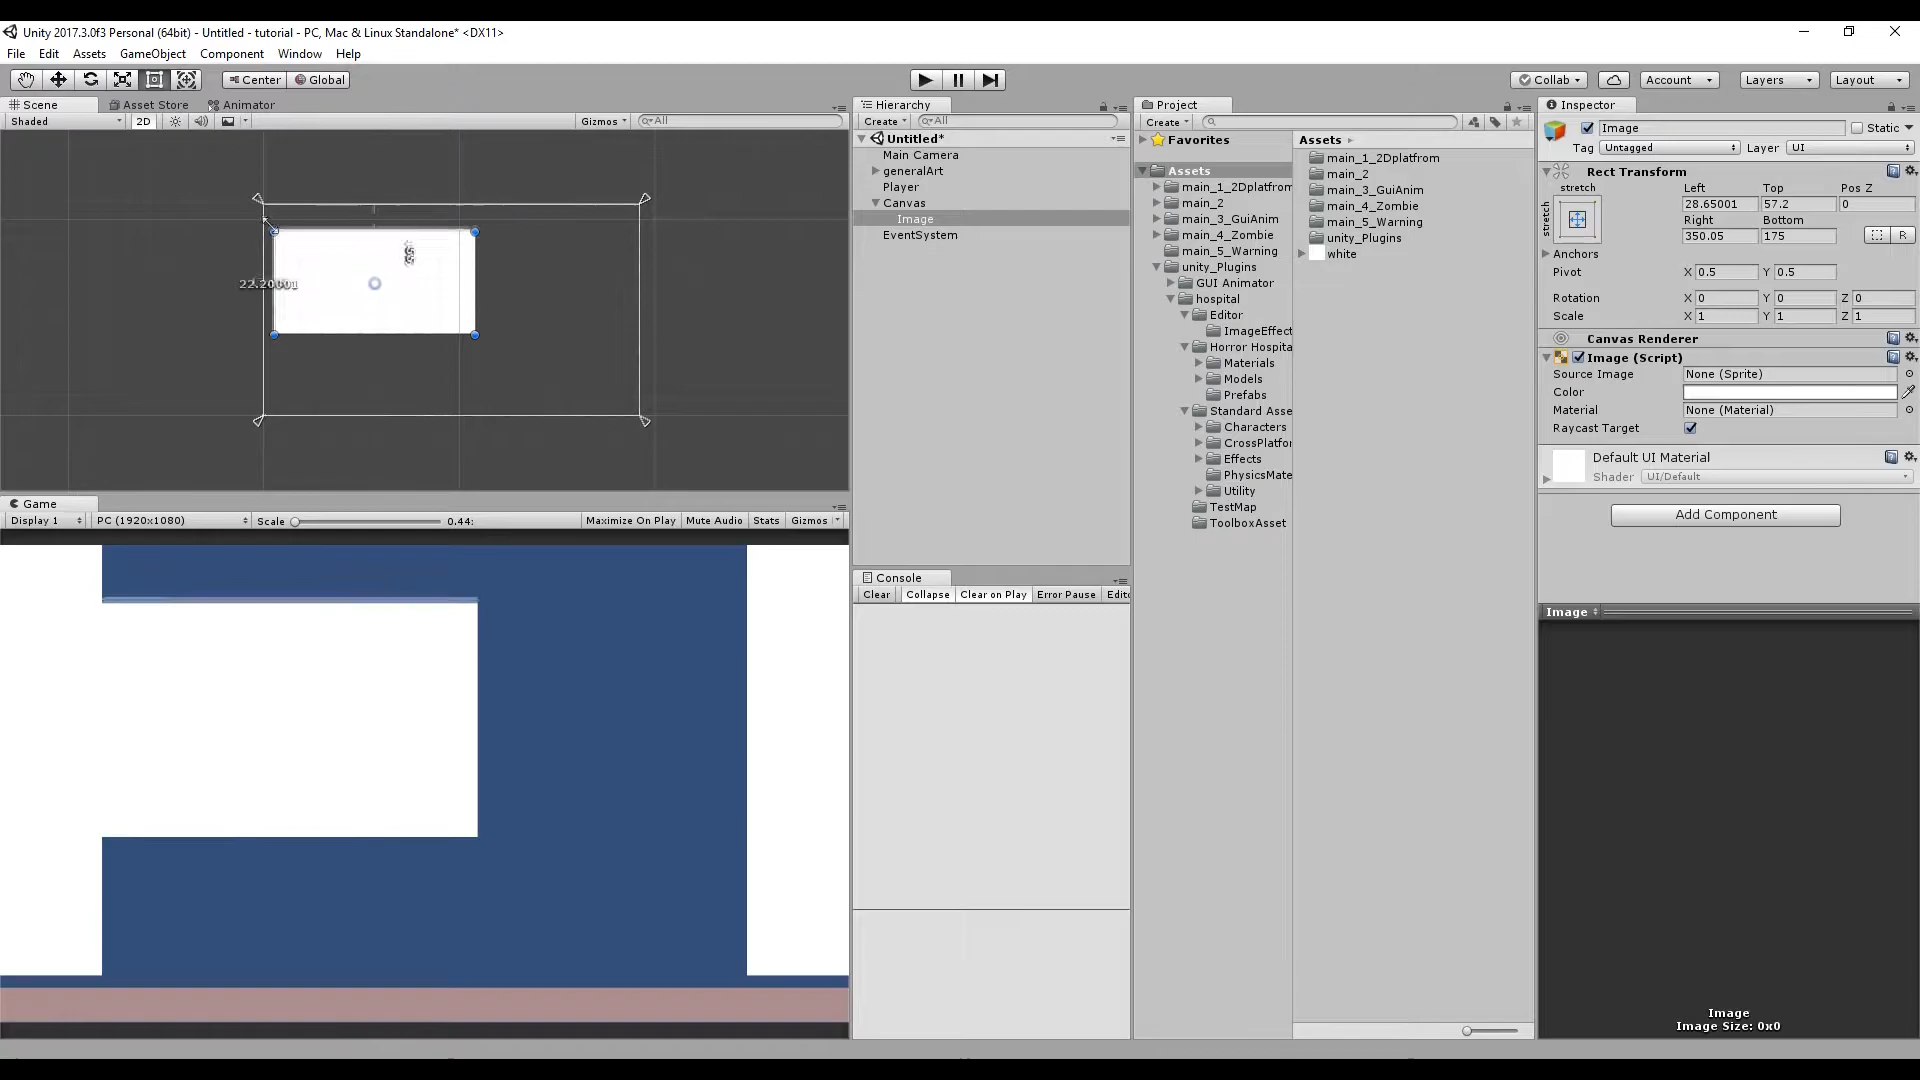 Unity 2017.3.0f3 Personal (64bit) - Untitled - tutorial - PC, Mac & Linux Standalone* <DX11>
File Edit Assets GameObject Component Window Help
Center Global
Collab Account Layers Layout
Scene Asset Store Animator
Shaded 2D Gizmos All
22.20001
Game
Display 1 PC (1920x1080) Scale 0.44: Maximize On Play Mute Audio Stats Gizmos
Hierarchy
Create All
Untitled*
Main Camera
generalArt
Player
Canvas
Image
EventSystem
Console
Clear Collapse Clear on Play Error Pause Edito
Project
Create
Favorites
Assets
main_1_2Dplatfrom
main_2
main_3_GuiAnim
main_4_Zombie
main_5_Warning
unity_Plugins
GUI Animator
hospital
Editor
ImageEffect
Horror Hospita
Materials
Models
Prefabs
Standard Asse
Characters
CrossPlatfor
Effects
PhysicsMate
Utility
TestMap
ToolboxAsset
Assets
main_1_2Dplatfrom
main_2
main_3_GuiAnim
main_4_Zombie
main_5_Warning
unity_Plugins
white
Inspector
Image Static
Tag Untagged Layer UI
Rect Transform
stretch Left Top Pos Z
stretch 28.65001 57.2 0
Right Bottom
350.05 175 R
Anchors
Pivot X 0.5 Y 0.5
Rotation X 0 Y 0 Z 0
Scale X 1 Y 1 Z 1
Canvas Renderer
Image (Script)
Source Image None (Sprite)
Color
Material None (Material)
Raycast Target
Default UI Material
Shader UI/Default
Add Component
Image
Image
Image Size: 0x0